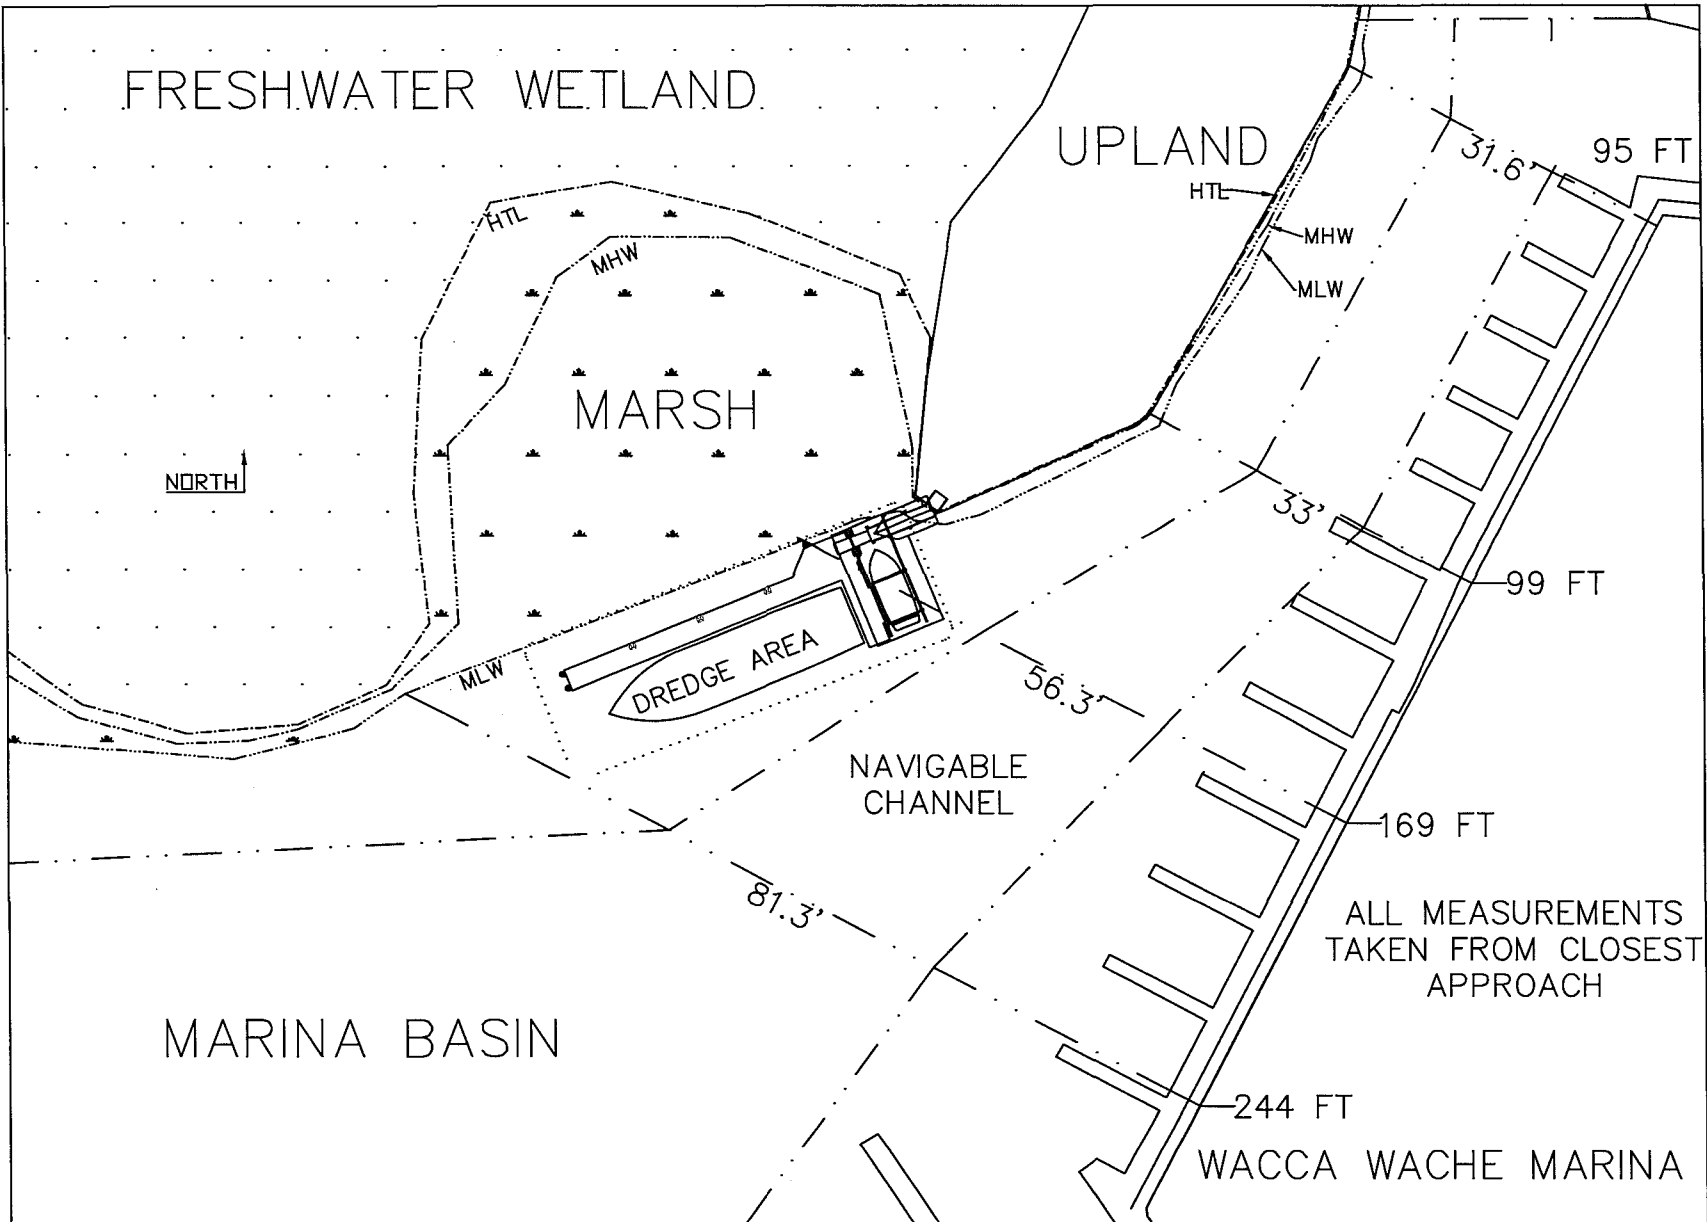 FRESHWATER WETLAND
UPLAND
31.6'
95 FT
HTL
HTL
MHW
MHW
MLW
MARSH
NORTH
33'
99 FT
DREDGE AREA
MLW
56.3'
NAVIGABLE
CHANNEL
169 FT
81.3'
ALL MEASUREMENTS
TAKEN FROM CLOSEST
APPROACH
MARINA BASIN
244 FT
WACCA WACHE MARINA